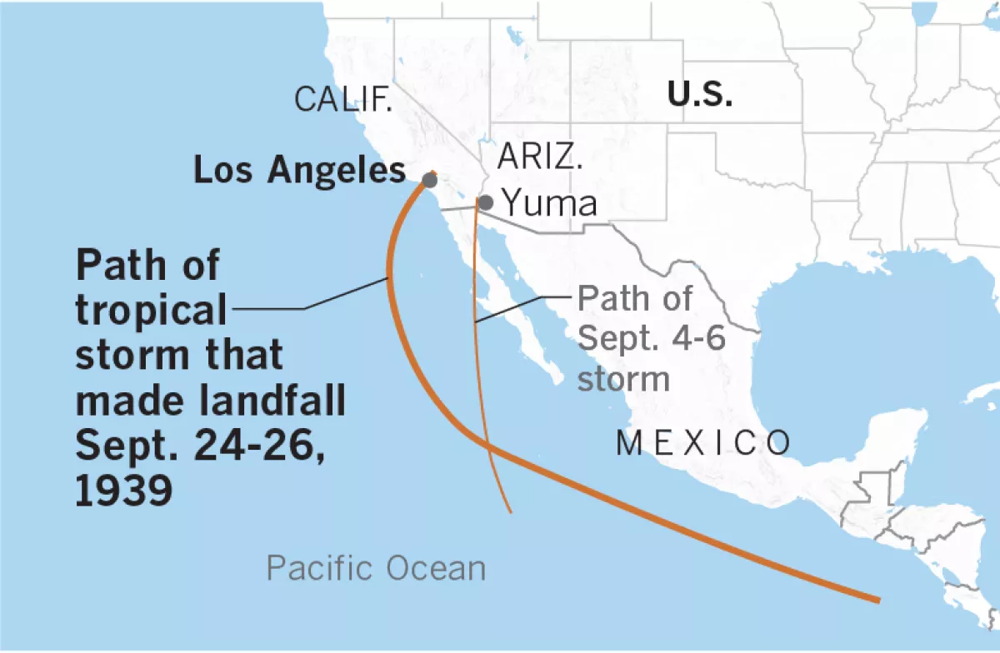 U.S.
CALIF.
ARIZ.
Los Angeles
Yuma
Path of
tropical
storm that
made landfall
Sept. 24-26,
1939
Path of
Sept. 4-6
storm
MEXICO
Pacific Ocean